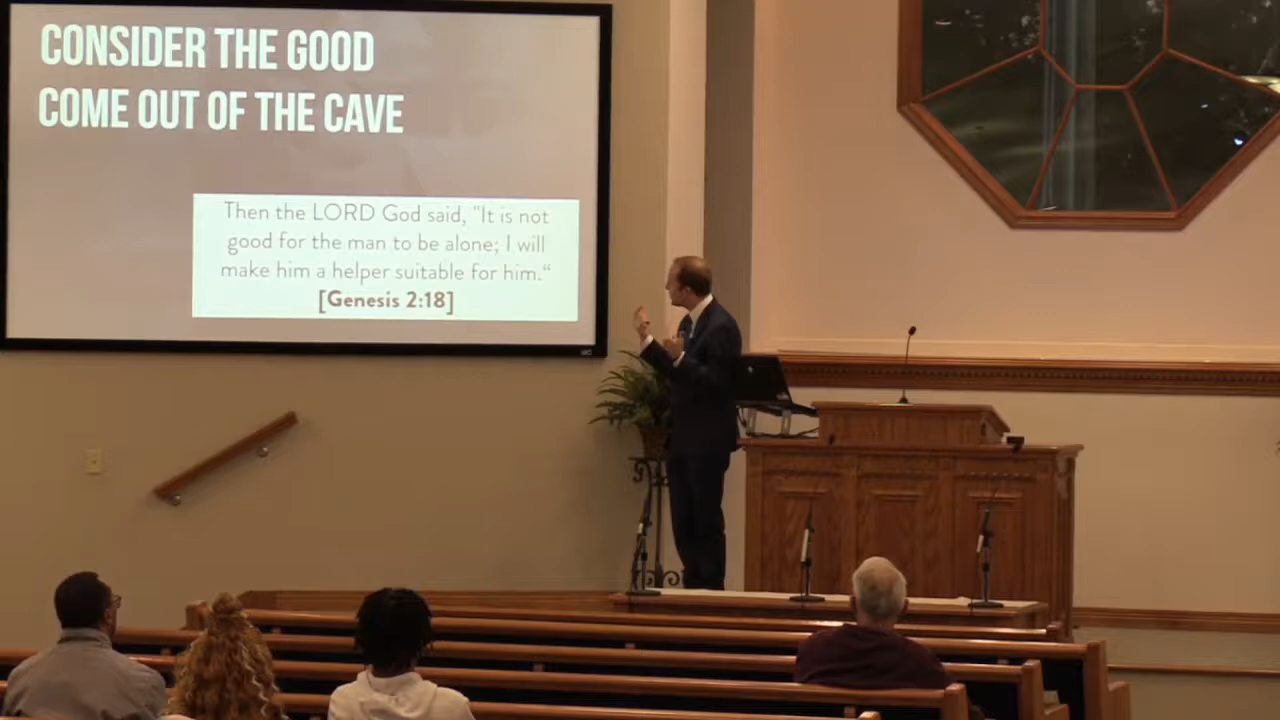 CONSIDER THE GOOD
COME OUT OF THE CAVE
Then the LORD God said, "It is not
good for the man to be alone; I will
make him a helper suitable for him.“
[Genesis 2:18]